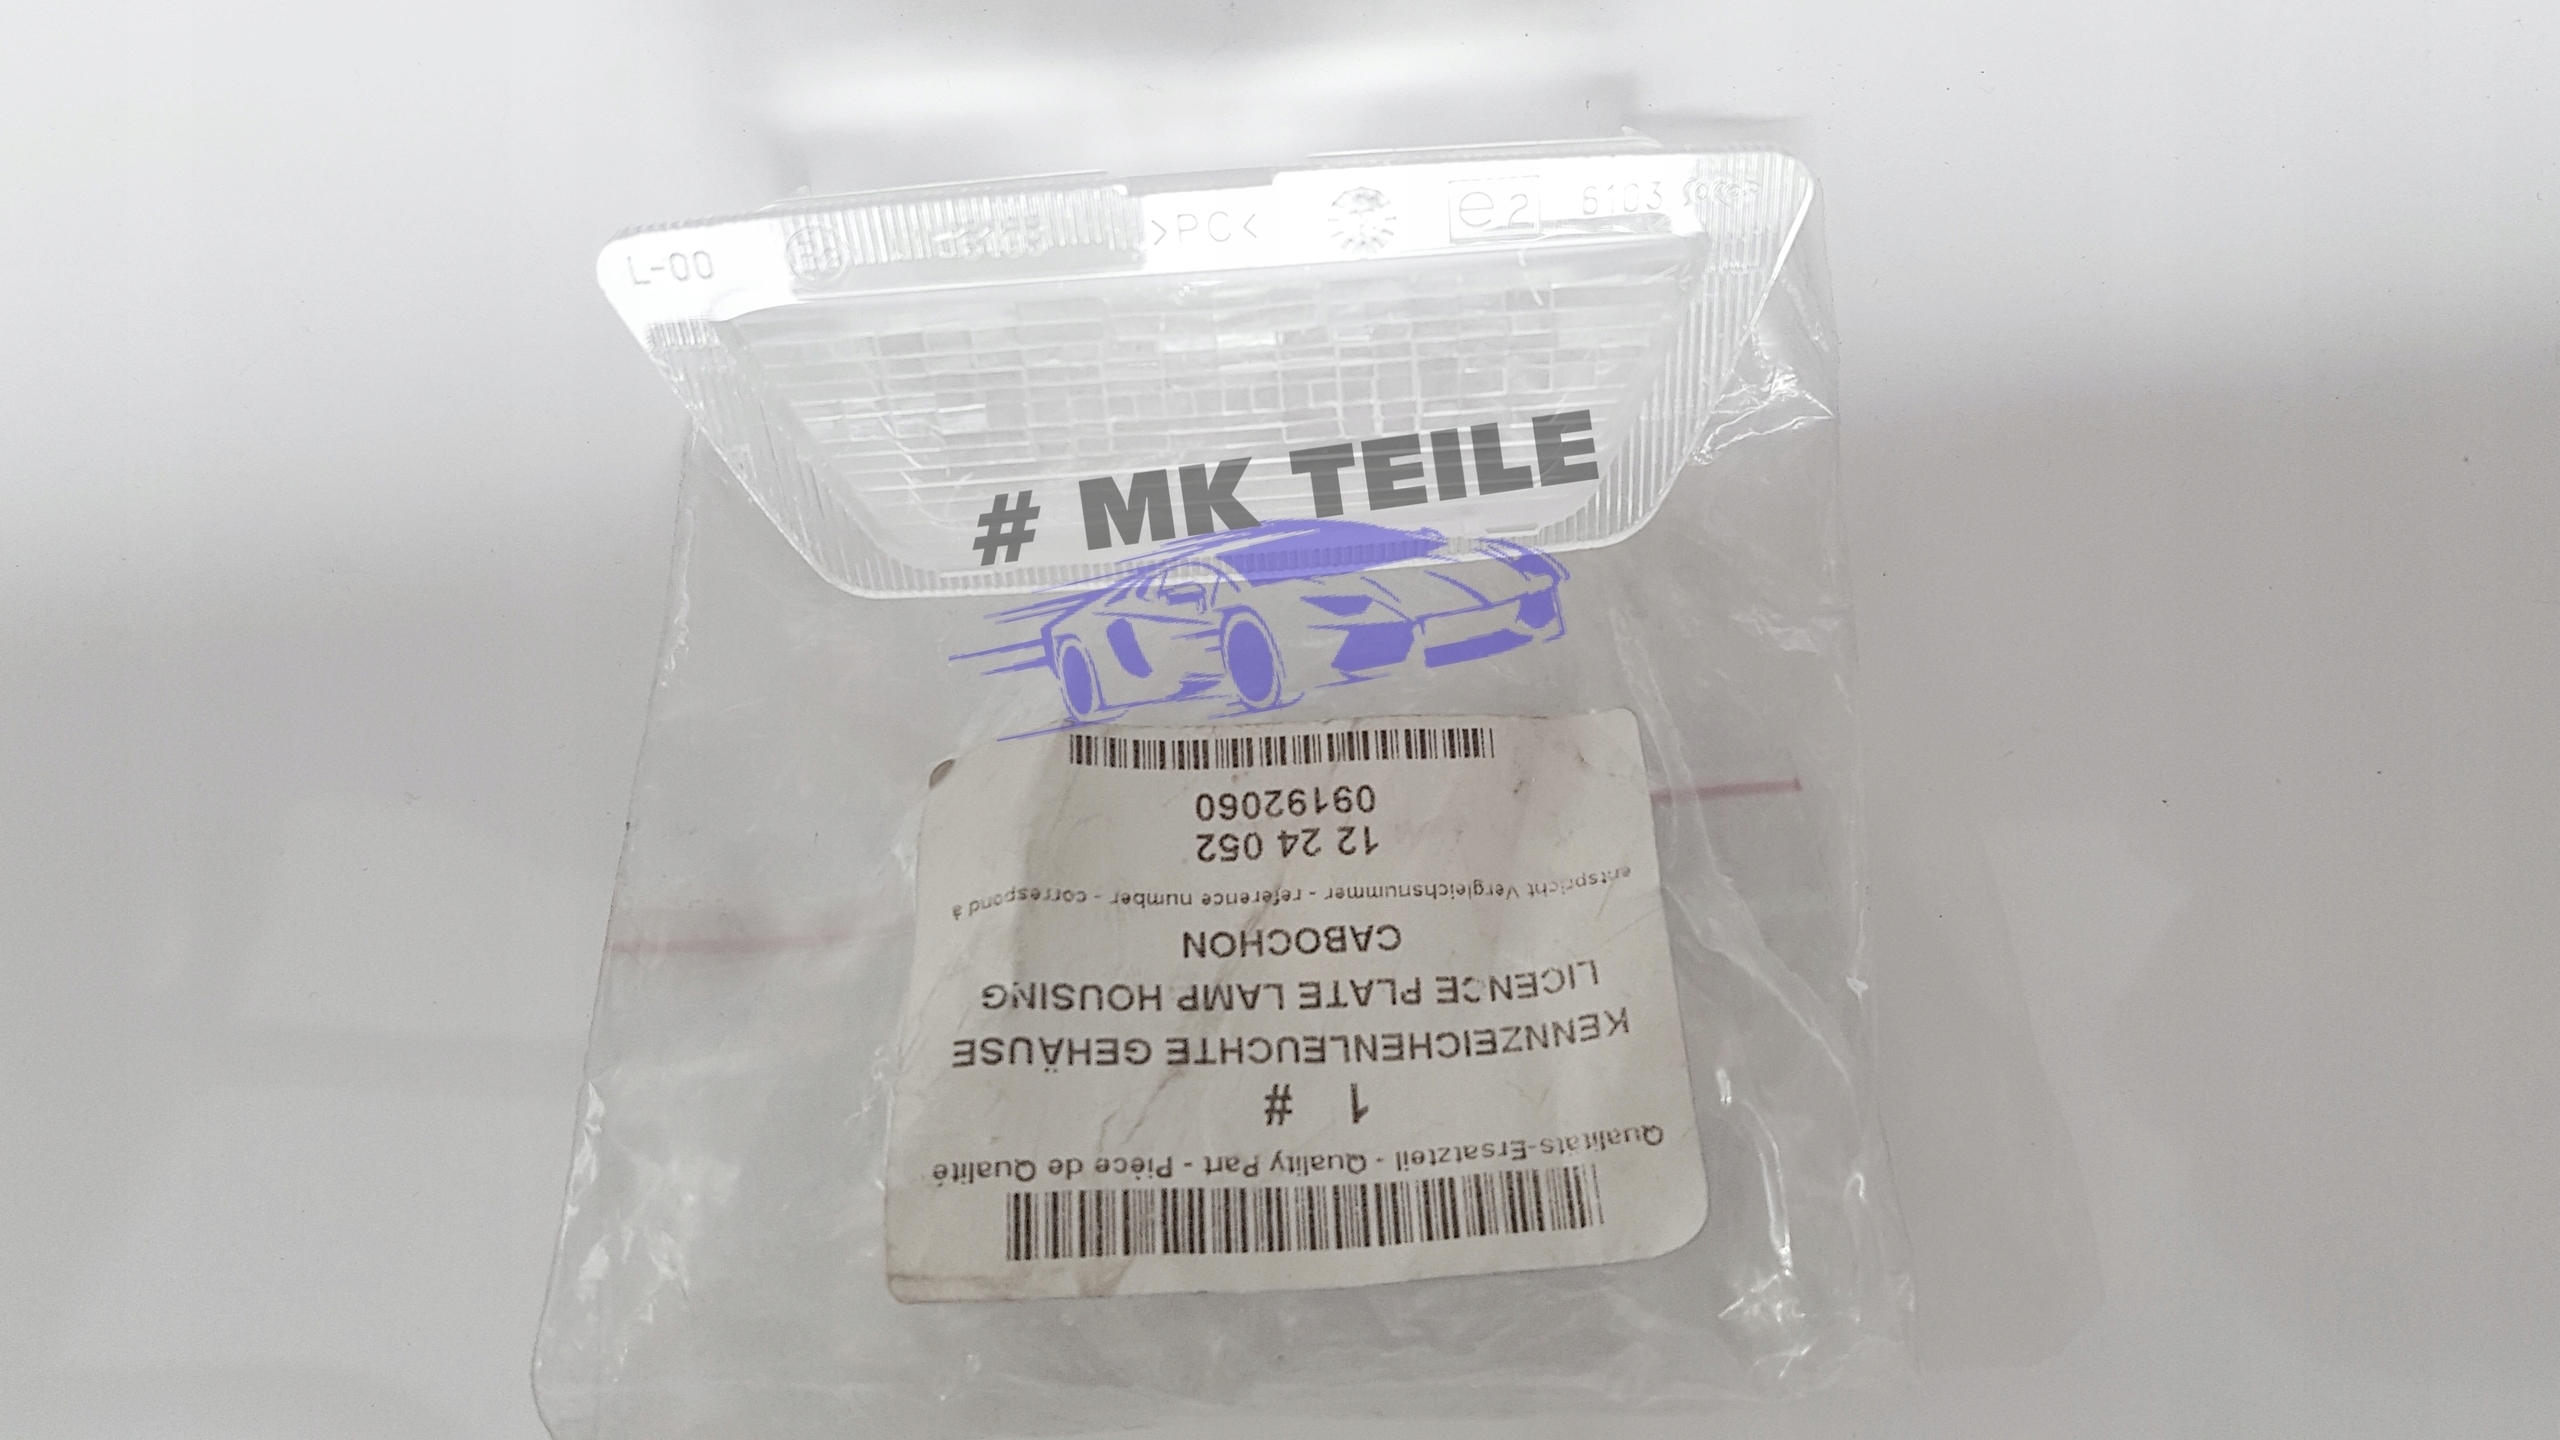 L-00
>PC<
e2
6103
# MK TEILE
Qualitäts-Ersatzteil - Quality Part - Pièce de Qualité
1 #
KENNZEICHENLEUCHTE GEHÄUSE
LICENCE PLATE LAMP HOUSING
CABOCHON
entspricht Vergleichsnummer - reference number - correspond à
12 24 052
09192060